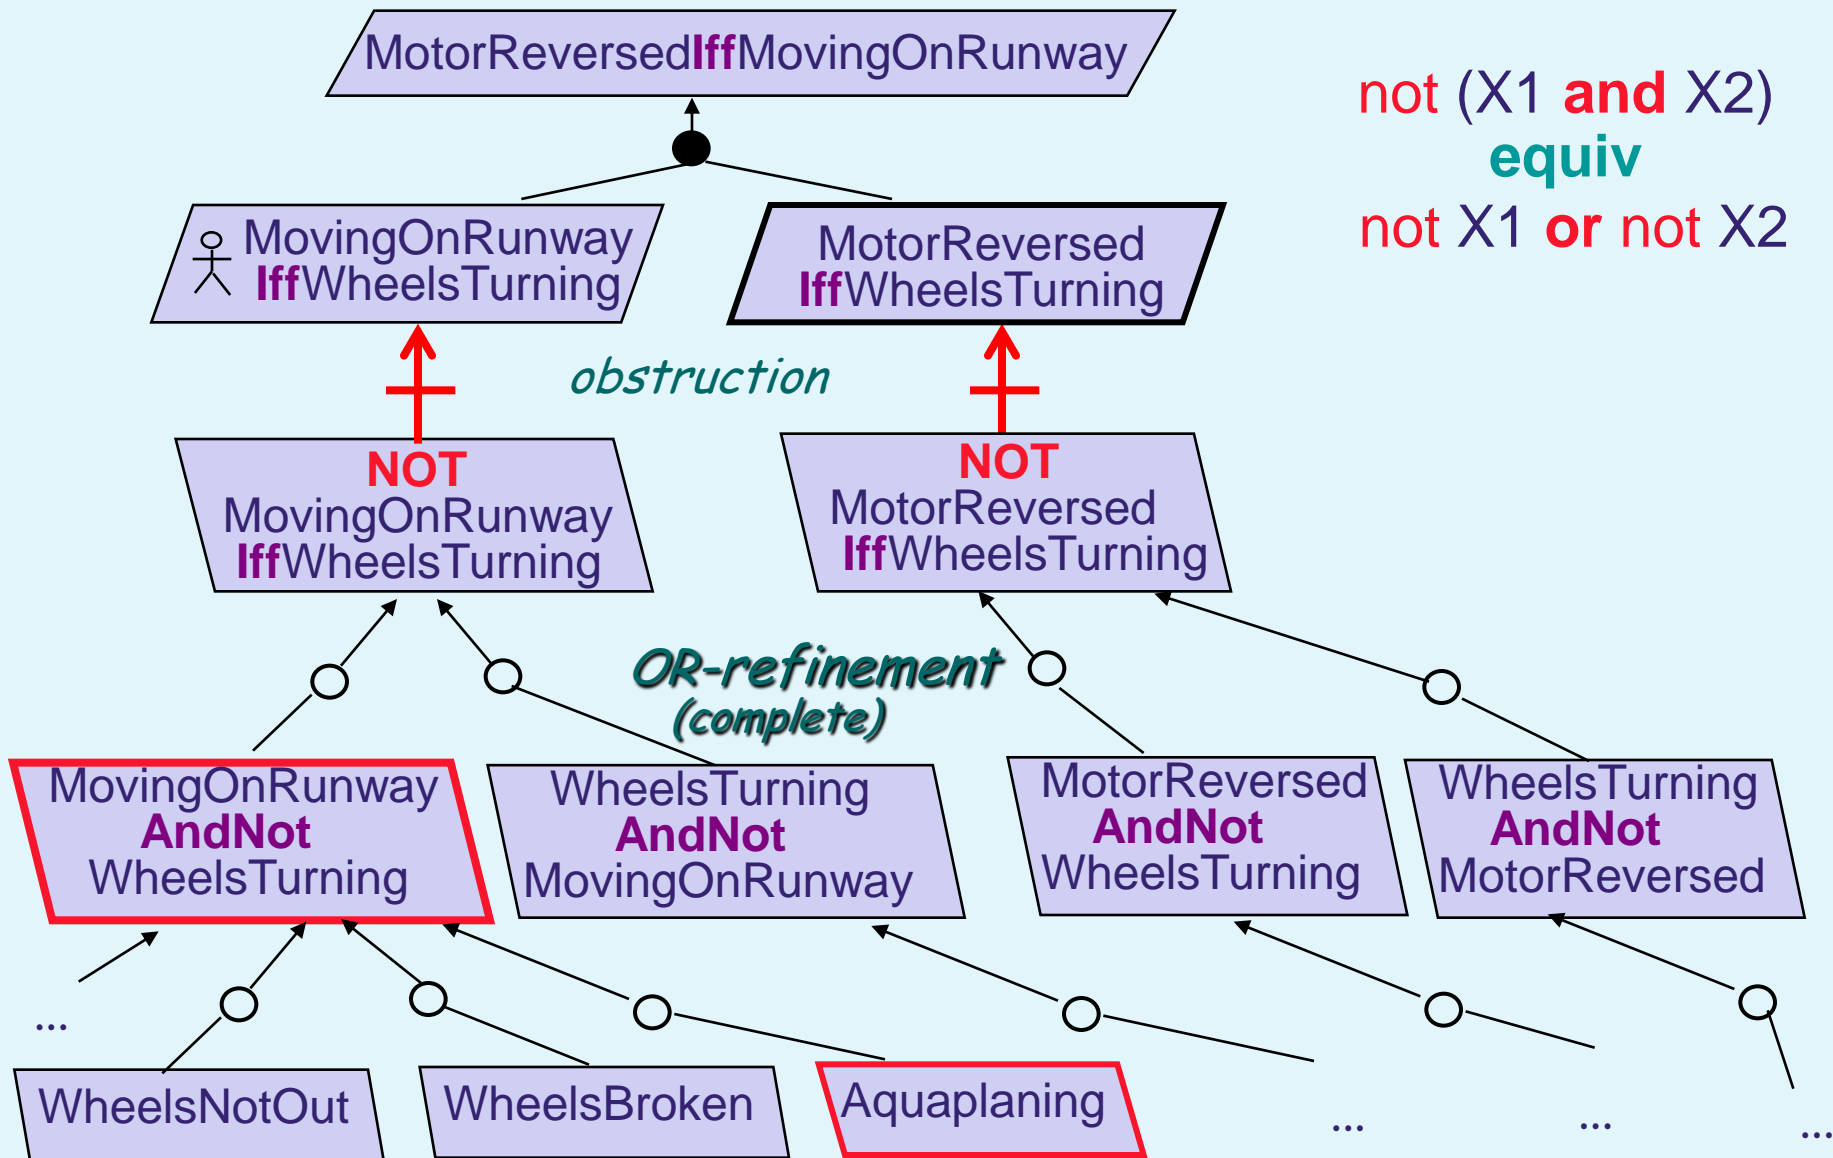 MotorReversedIffMovingOnRunway
not (X1 and X2)
equiv
not X1 or not X2
MovingOnRunway
IffWheelsTurning
MotorReversed
IffWheelsTurning
obstruction
NOT
MovingOnRunway
IffWheelsTurning
NOT
MotorReversed
IffWheelsTurning
OR-refinement
(complete)
MovingOnRunway
AndNot
WheelsTurning
WheelsTurning
AndNot
MovingOnRunway
MotorReversed
AndNot
WheelsTurning
WheelsTurning
AndNot
MotorReversed
...
WheelsNotOut
WheelsBroken
Aquaplaning
...
...
...